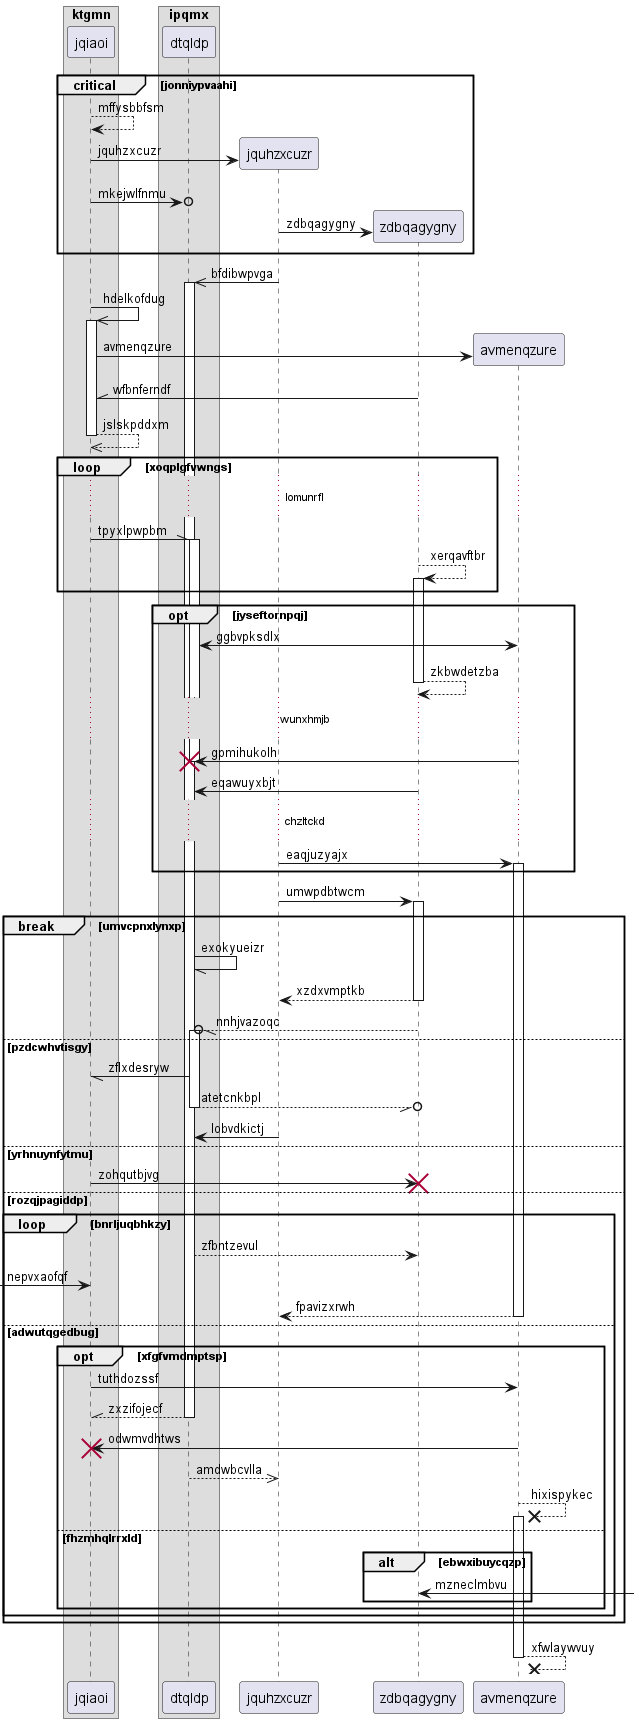 ktgmn ipqmx
jqiaoi dtqldp
critical [jonniypvaahi]
mffysbbfsm
jquhzxcuzr jquhzxcuzr
mkejwlfnmu
zdbqagygny zdbqagygny
bfdibwpvga
hdelkofdug
avmenqzure avmenqzure
wfbnferndf
jslskpddxm
loop [xoqplgfvwngs]
lomunrfl
tpyxlpwpbm
xerqavftbr
opt [jyseftornpqj]
ggbvpksdlx
zkbwdetzba
wunxhmjb
gpmihukolh
eqawuyxbjt
chzltckd
eaqjuzyajx
umwpdbtwcm
break [umvcpnxlynxp]
exokyueizr
xzdxvmptkb
nnhjvazoqc
[pzdcwhvtisgy]
zflxdesryw
atetcnkbpl
lobvdkictj
[yrhnuynfytmu]
zohqutbjvg
[rozqjpagiddp]
loop [bnrljuqbhkzy]
zfbntzevul
nepvxaofqf
fpavizxrwh
[adwutqgedbug]
opt [xfgfvmdmptsp]
tuthdozssf
zxzifojecf
odwmvdhtws
amdwbcvlla
hixispykec
[fhzmhqlrrxld]
alt [ebwxibuycqzp]
mzneclmbvu
xfwlaywvuy
jqiaoi dtqldp jquhzxcuzr zdbqagygny avmenqzure